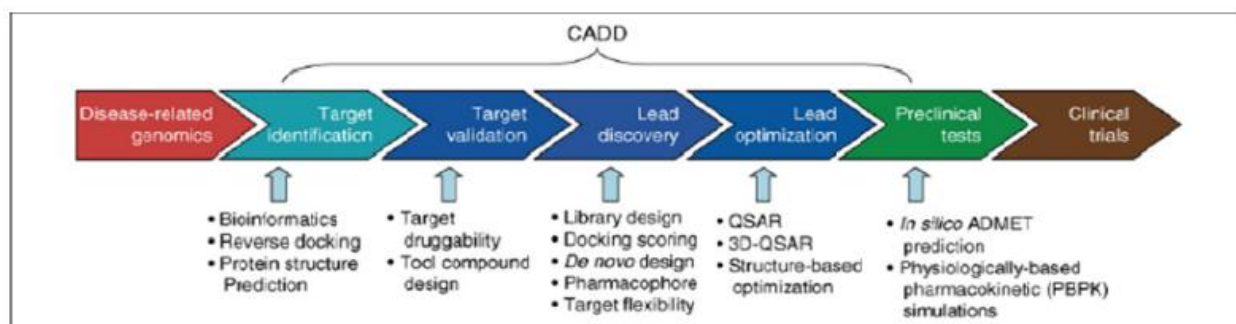 CADD
Disease-related
genomics
Target
identification
Target
validation
Lead
discovery
Lead
optimization
Preclinical
tests
Clinical
trials
• Bioinformatics
• Reverse docking
• Protein structure
Prediction
• Target
druggability
• Tool compound
design
• Library design
• Docking scoring
• De novo design
• Pharmacophore
• Target flexibility
• QSAR
• 3D-QSAR
• Structure-based
optimization
• In silico ADMET
prediction
• Physiologically-based
pharmacokinetic (PBPK)
simulations